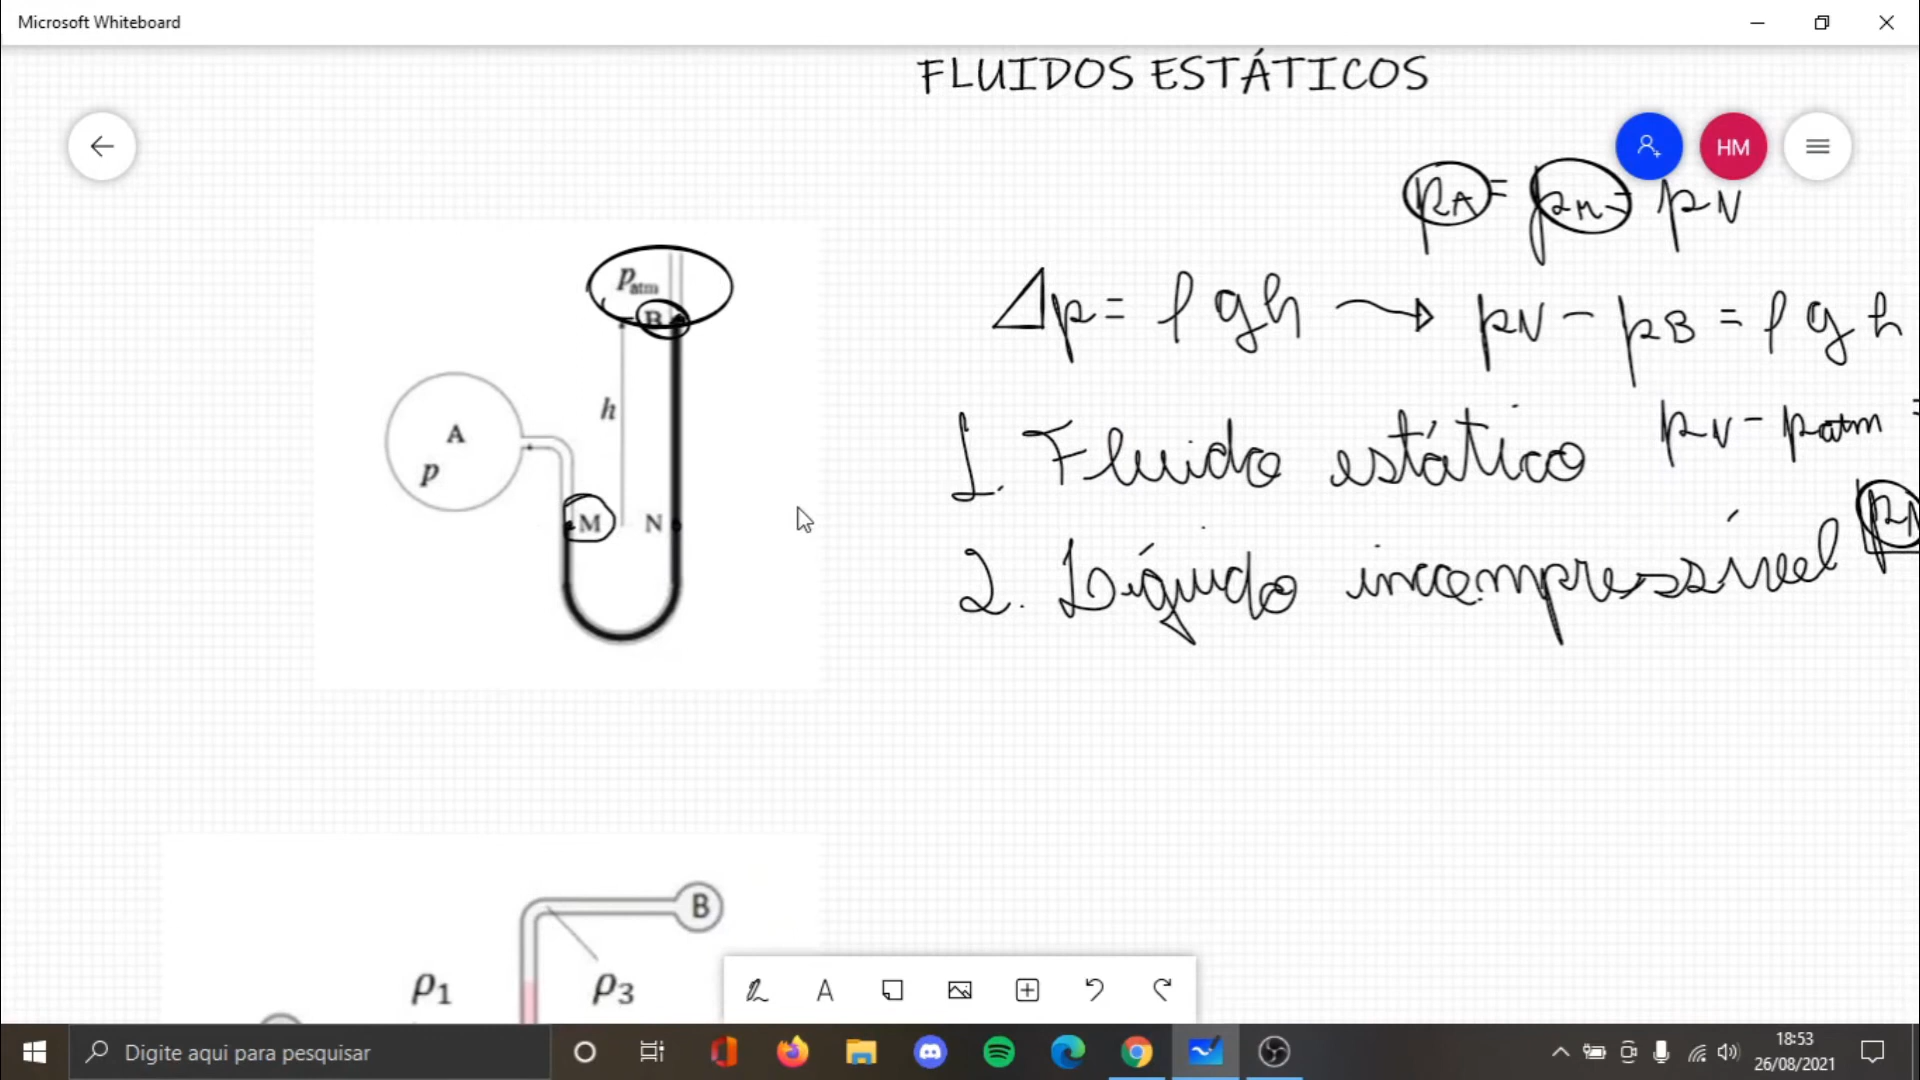 Microsoft Whiteboard
FLUIDOS ESTÁTICOS
HM
pA = pM = pN
Patm
B
Δp = ρgh → pN - pB = ρgh
h
A
p
1. Fluido estático
pN - patm =
M
N
2. Líquido incompressível
B
ρ1
ρ3
A
Digite aqui para pesquisar
18:53
26/08/2021